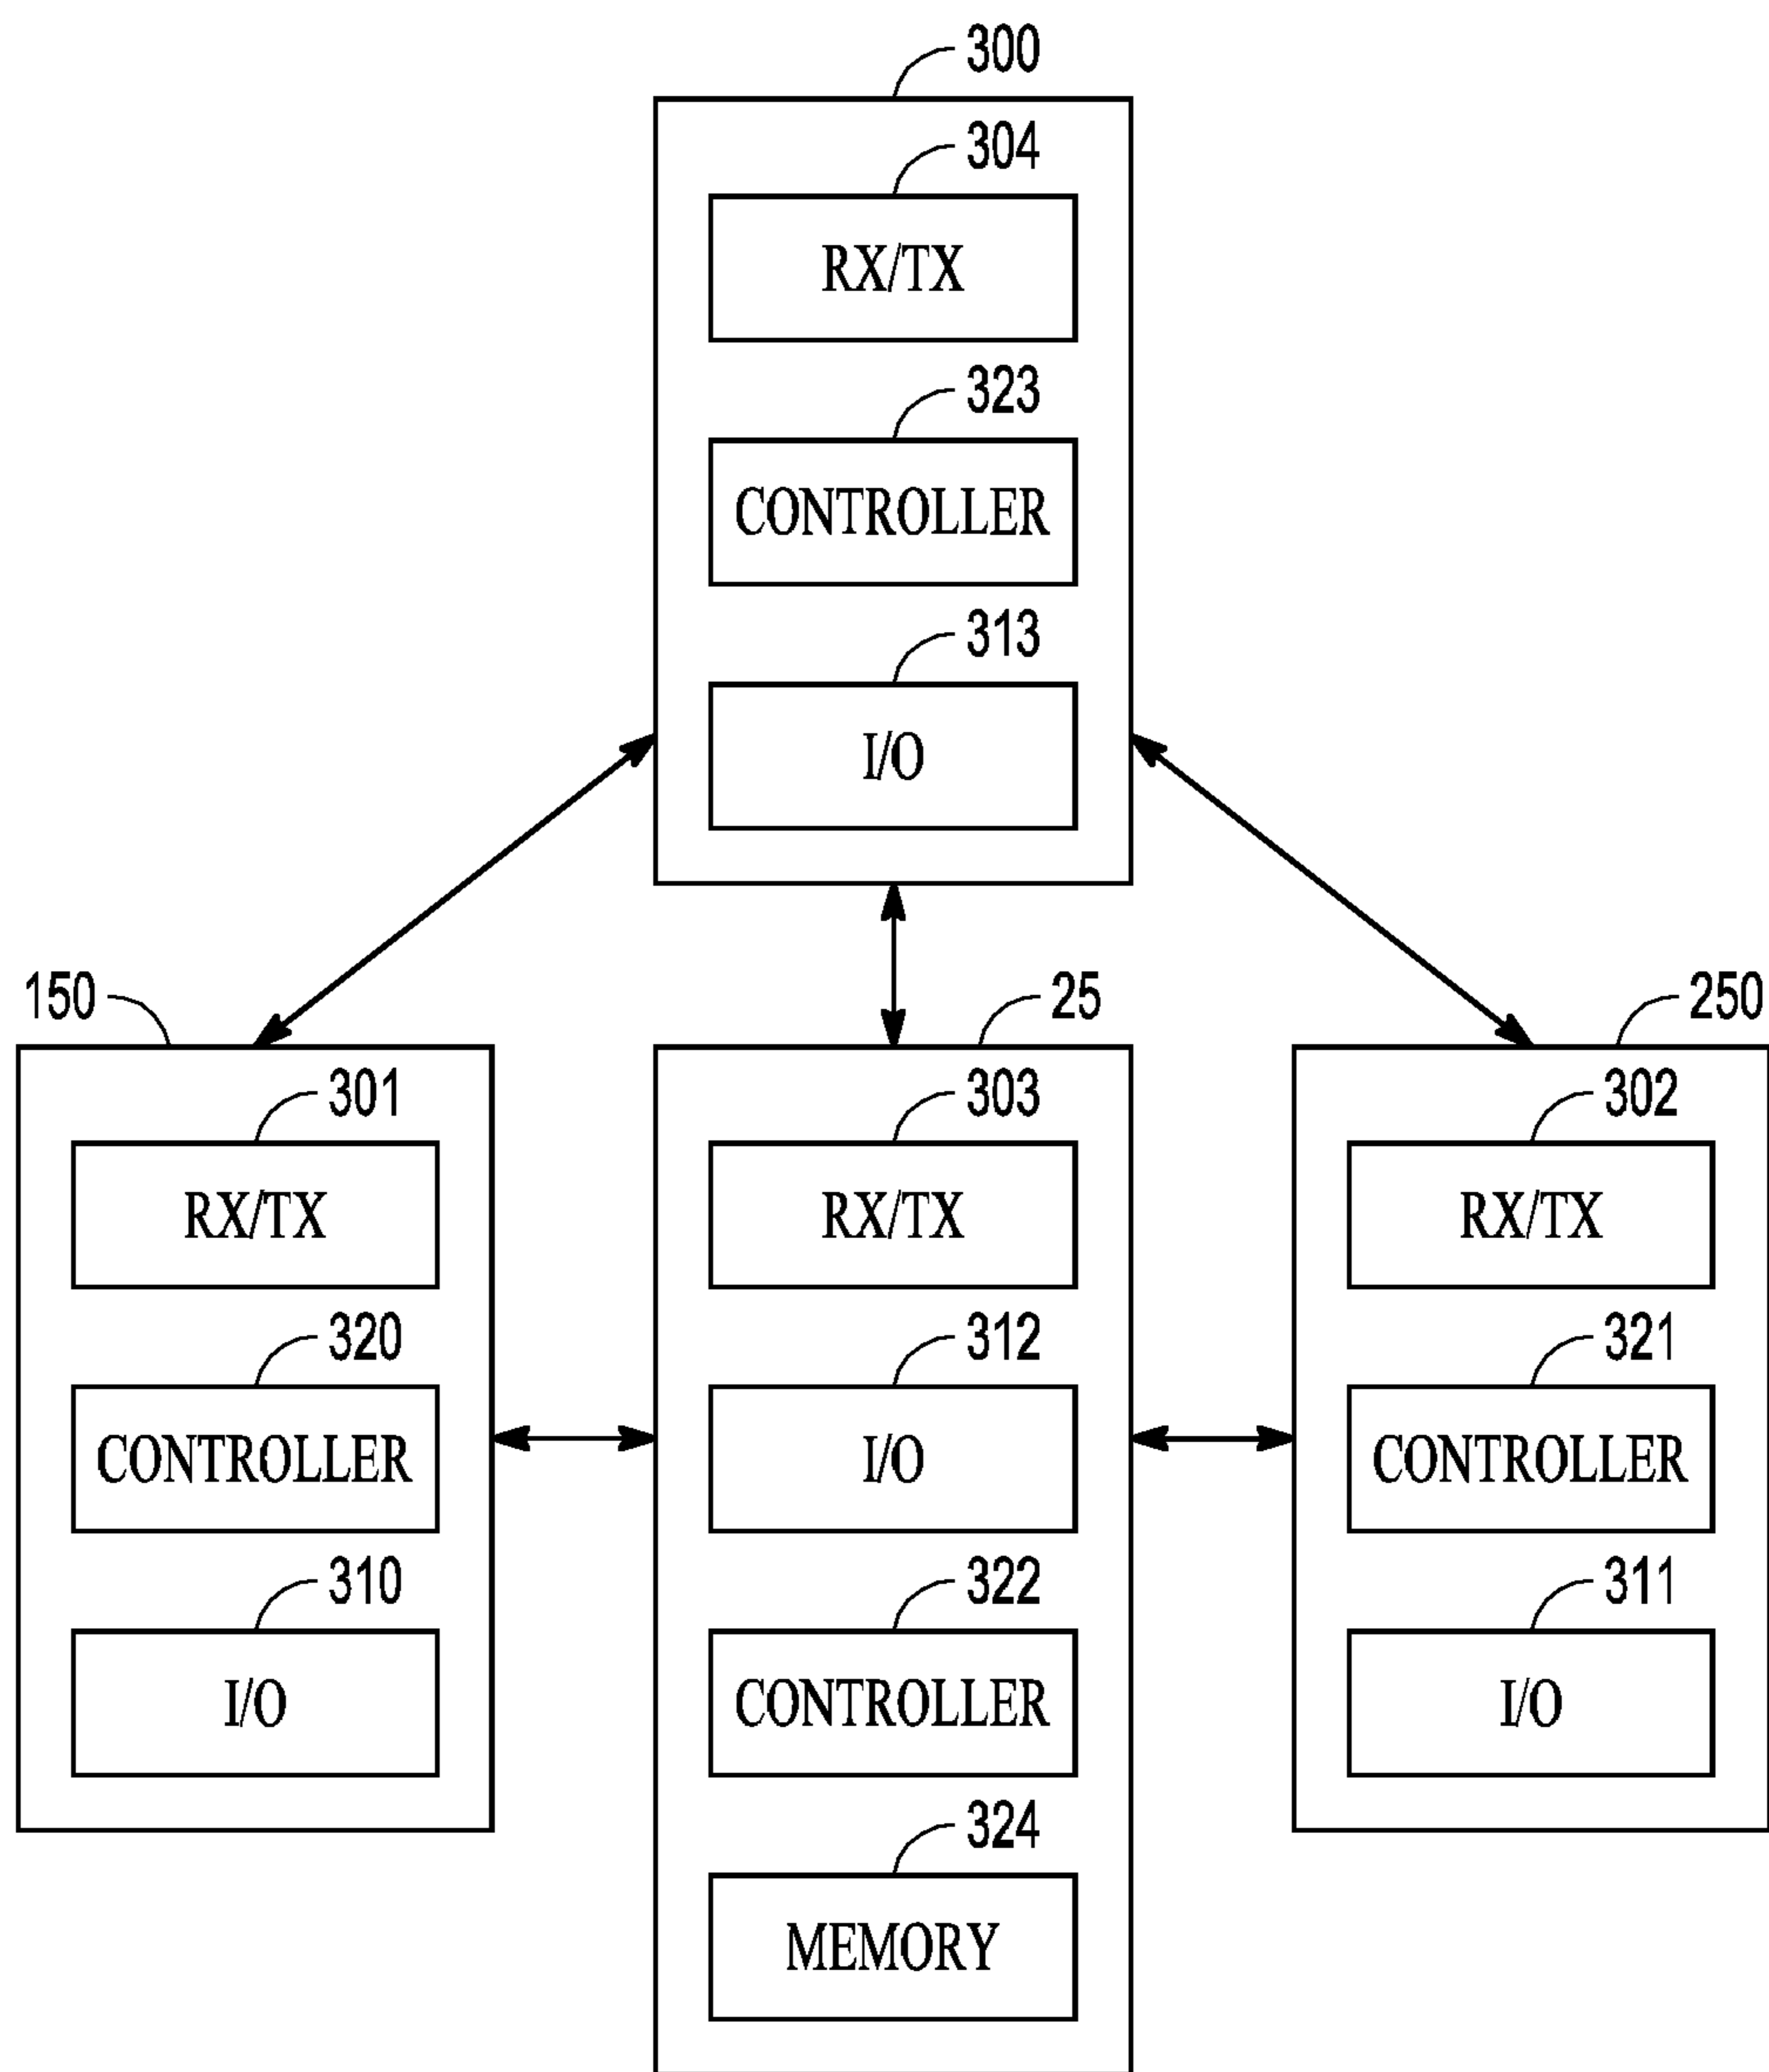 300
304
RX/TX
323
CONTROLLER
313
I/O
150
25
250
301
303
302
RX/TX
RX/TX
RX/TX
320
312
321
CONTROLLER
I/O
CONTROLLER
310
322
311
I/O
CONTROLLER
I/O
324
MEMORY